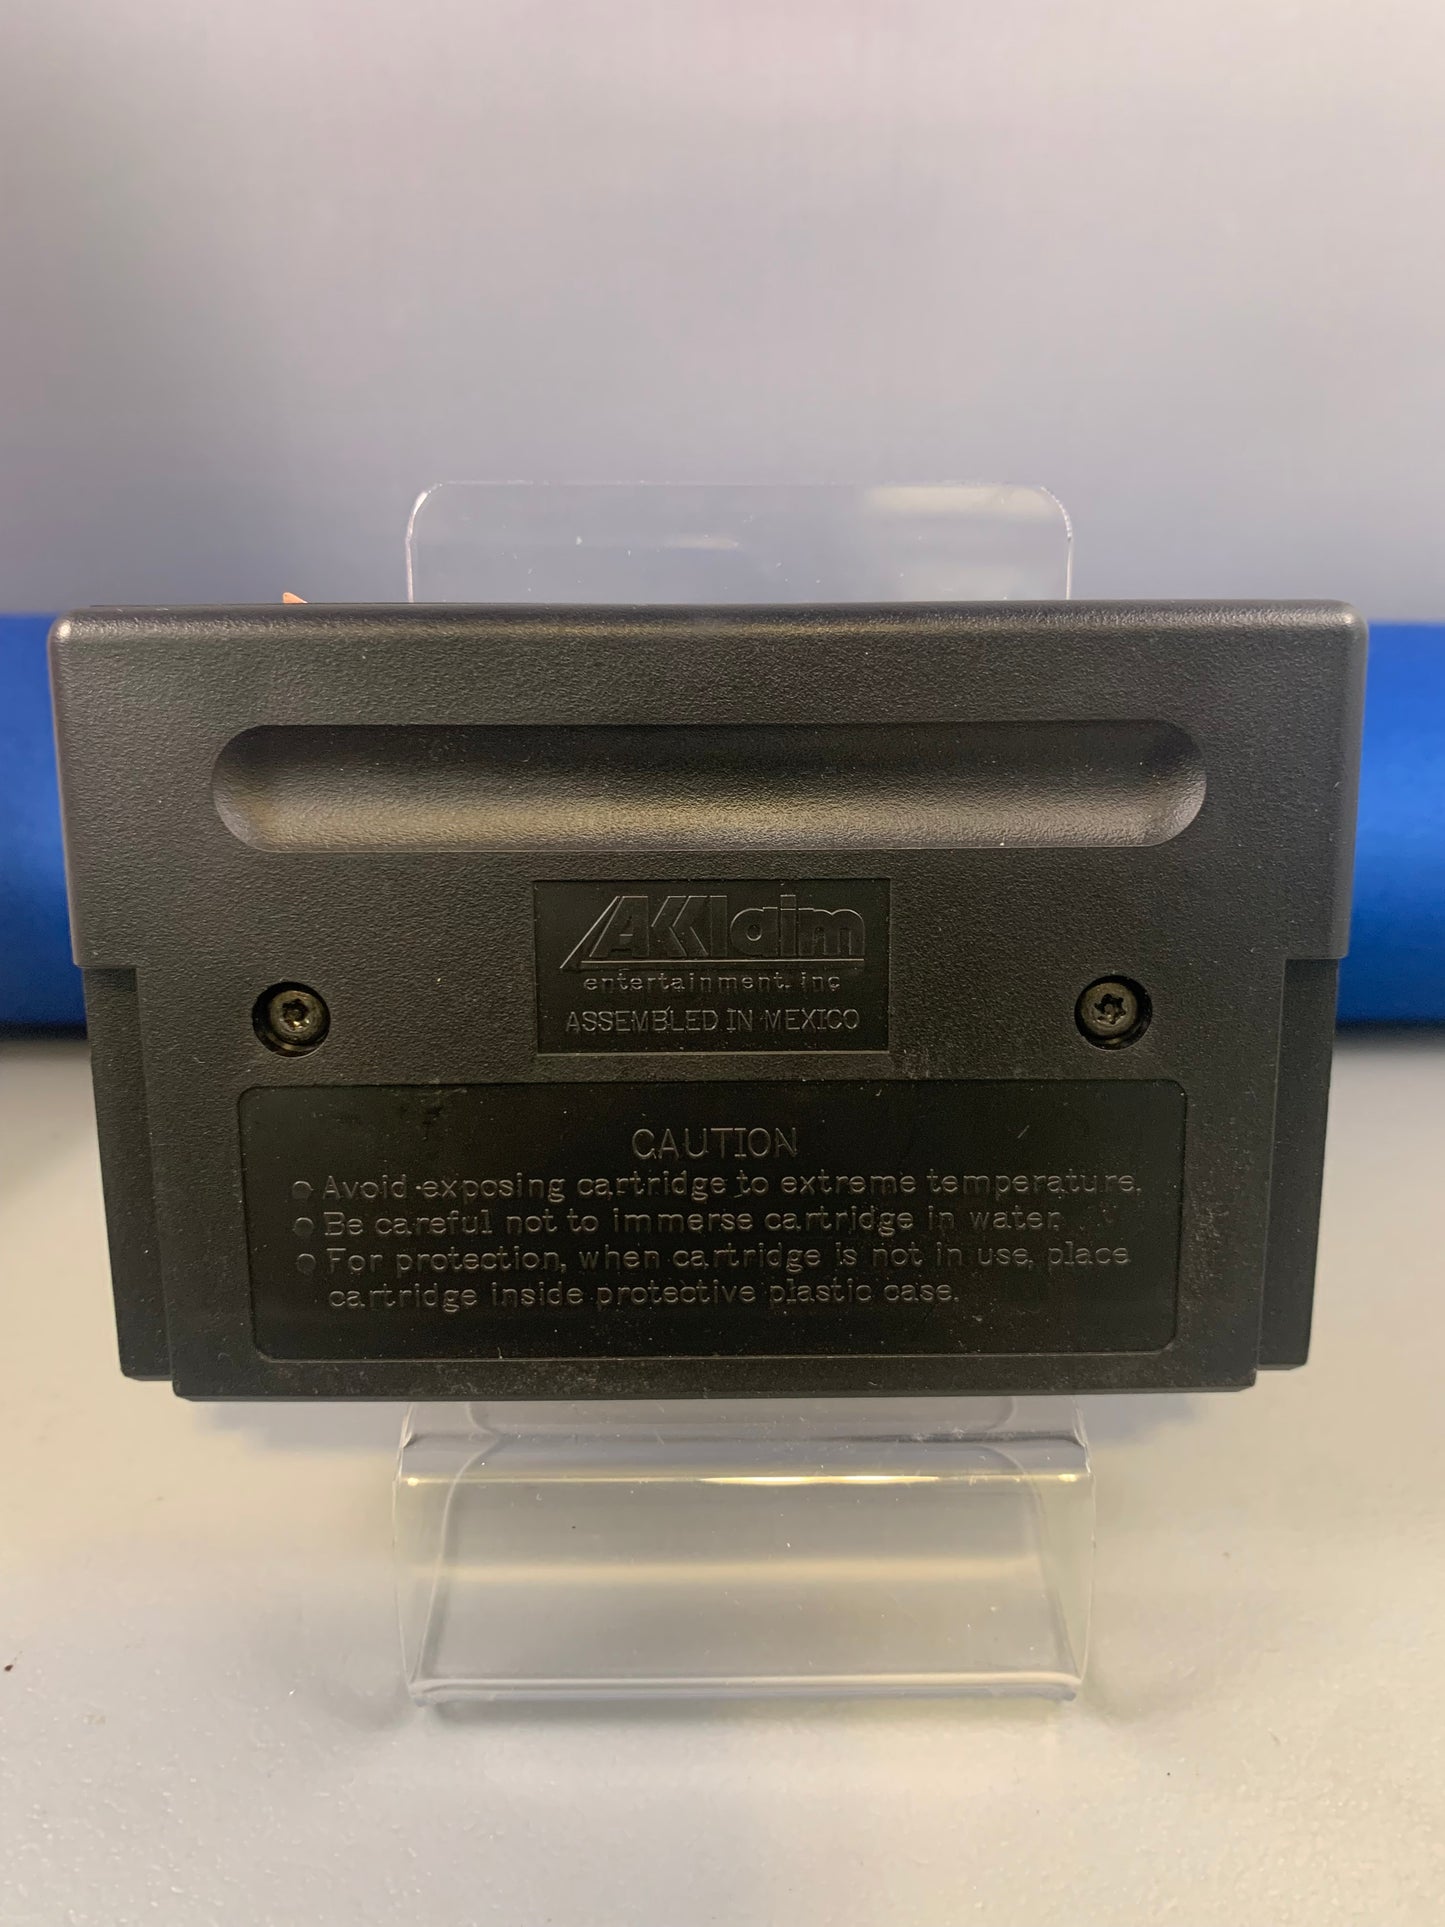 AKKlaim
entertainment, inc
ASSEMBLED IN MEXICO
CAUTION
● Avoid exposing cartridge to extreme temperature.
● Be careful not to immerse cartridge in water.
● For protection, when cartridge is not in use, place
cartridge inside protective plastic case.